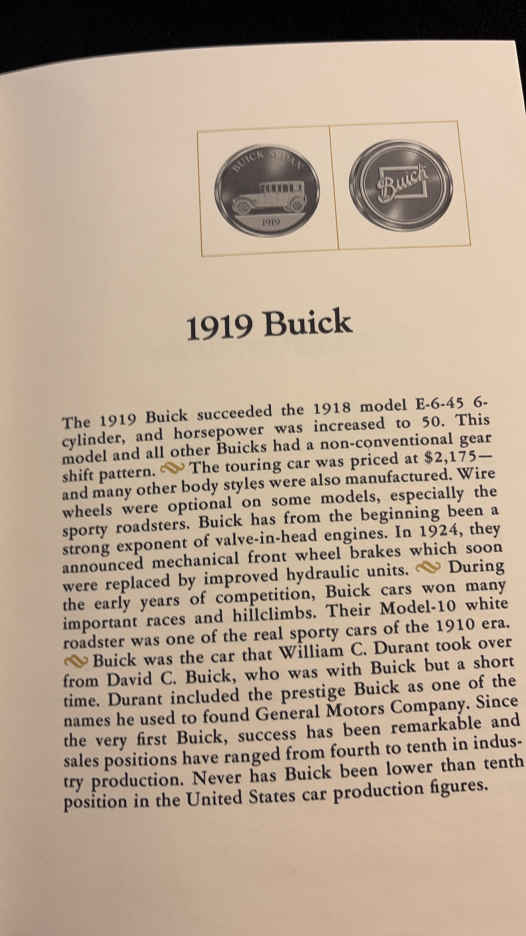 BUICK SEDAN
1919
Buick
1919 Buick
The 1919 Buick succeeded the 1918 model E-6-45 6-
cylinder, and horsepower was increased to 50. This
model and all other Buicks had a non-conventional gear
shift pattern. The touring car was priced at $2,175—
and many other body styles were also manufactured. Wire
wheels were optional on some models, especially the
sporty roadsters. Buick has from the beginning been a
strong exponent of valve-in-head engines. In 1924, they
announced mechanical front wheel brakes which soon
were replaced by improved hydraulic units. During
the early years of competition, Buick cars won many
important races and hillclimbs. Their Model-10 white
roadster was one of the real sporty cars of the 1910 era.
Buick was the car that William C. Durant took over
from David C. Buick, who was with Buick but a short
time. Durant included the prestige Buick as one of the
names he used to found General Motors Company. Since
the very first Buick, success has been remarkable and
sales positions have ranged from fourth to tenth in indus-
try production. Never has Buick been lower than tenth
position in the United States car production figures.